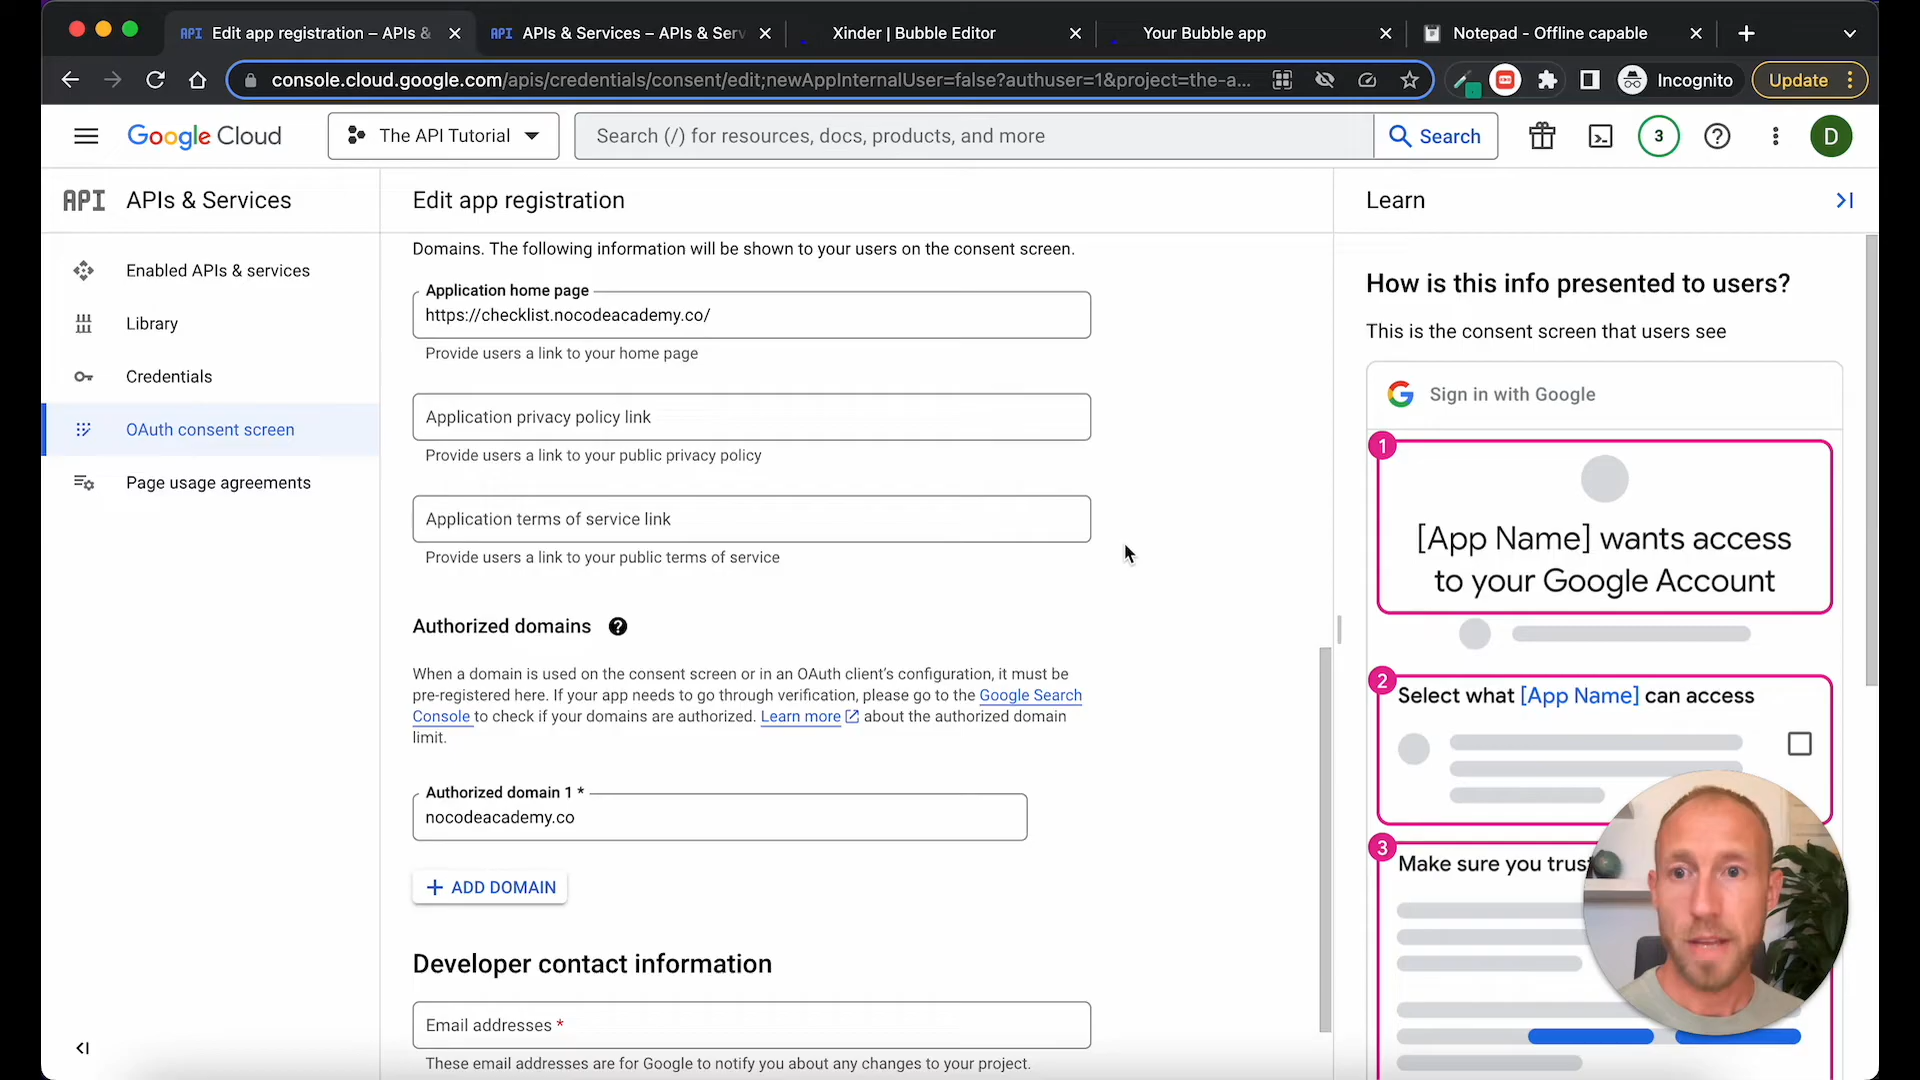 API Edit app registration – APIs &
API APIs & Services – APIs & Serv
Xinder | Bubble Editor
Your Bubble app
Notepad - Offline capable
console.cloud.google.com/apis/credentials/consent/edit;newAppInternalUser=false?authuser=1&project=the-a...
Incognito
Update
Google Cloud
The API Tutorial
Search (/) for resources, docs, products, and more
Search
3
D
API APIs & Services
Edit app registration
Learn
Enabled APIs & services
Library
Credentials
OAuth consent screen
Page usage agreements
Domains. The following information will be shown to your users on the consent screen.
Application home page
https://checklist.nocodeacademy.co/
Provide users a link to your home page
Application privacy policy link
Provide users a link to your public privacy policy
Application terms of service link
Provide users a link to your public terms of service
Authorized domains
When a domain is used on the consent screen or in an OAuth client's configuration, it must be
pre-registered here. If your app needs to go through verification, please go to the Google Search
Console to check if your domains are authorized. Learn more about the authorized domain
limit.
Authorized domain 1 *
nocodeacademy.co
+ ADD DOMAIN
Developer contact information
Email addresses *
These email addresses are for Google to notify you about any changes to your project.
How is this info presented to users?
This is the consent screen that users see
Sign in with Google
1
[App Name] wants access
to your Google Account
2
Select what [App Name] can access
3
Make sure you trus